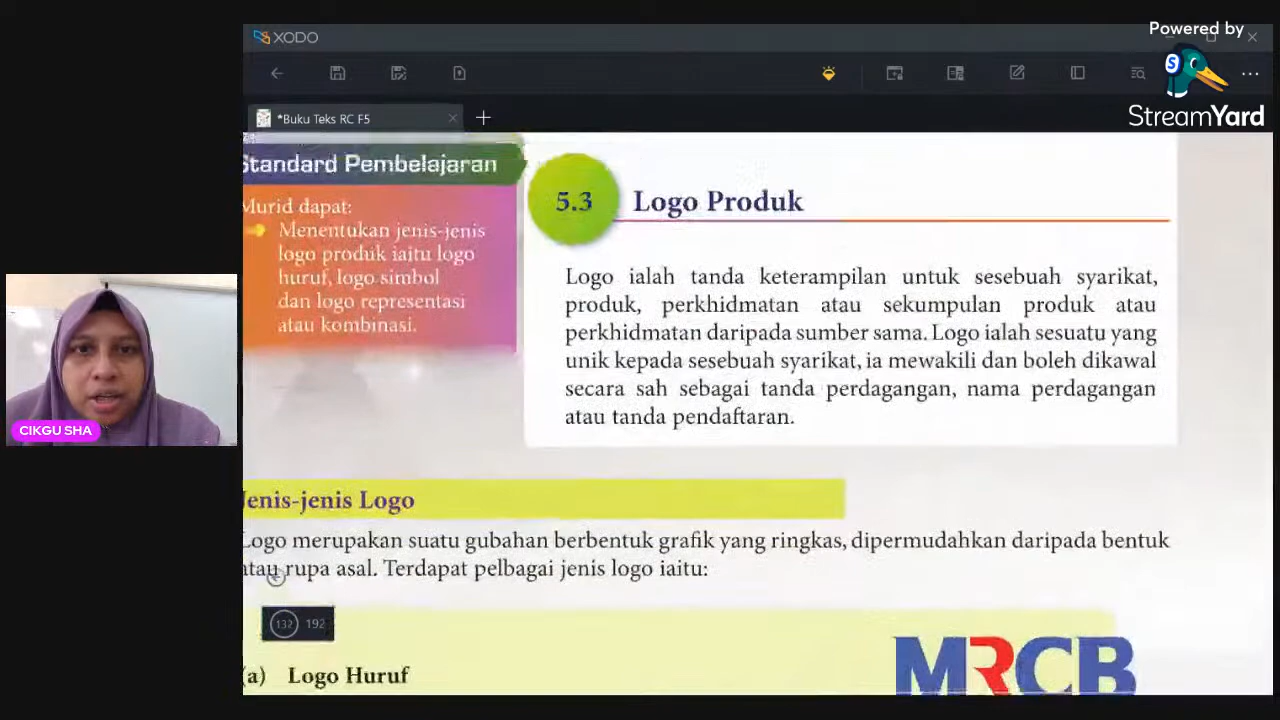 XODO
Powered by
StreamYard
*Buku Teks RC F5
Standard Pembelajaran
Murid dapat:
Menentukan jenis-jenis
logo produk iaitu logo
huruf, logo simbol
dan logo representasi
atau kombinasi.
5.3 Logo Produk
Logo ialah tanda keterampilan untuk sesebuah syarikat,
produk, perkhidmatan atau sekumpulan produk atau
perkhidmatan daripada sumber sama. Logo ialah sesuatu yang
unik kepada sesebuah syarikat, ia mewakili dan boleh dikawal
secara sah sebagai tanda perdagangan, nama perdagangan
atau tanda pendaftaran.
CIKGU SHA
Jenis-jenis Logo
Logo merupakan suatu gubahan berbentuk grafik yang ringkas, dipermudahkan daripada bentuk
atau rupa asal. Terdapat pelbagai jenis logo iaitu:
132 192
(a) Logo Huruf
MRCB